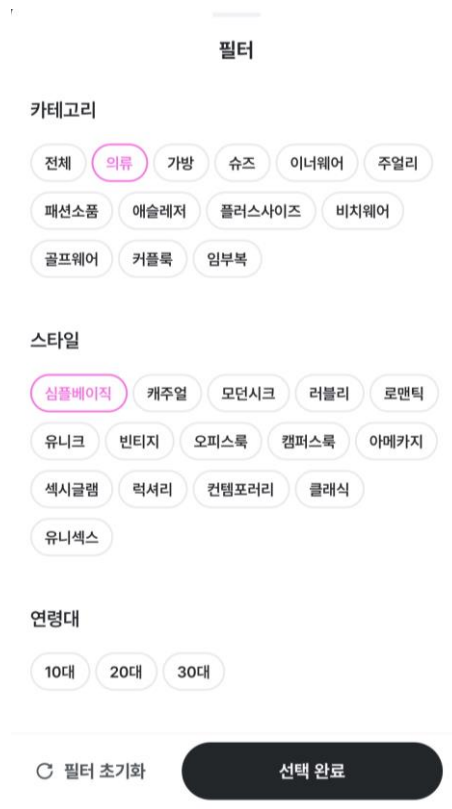 필터
카테고리
전체 의류 가방 슈즈 이너웨어 주얼리
패션소품 애슬레저 플러스사이즈 비치웨어
골프웨어 커플룩 임부복
스타일
심플베이직 캐주얼 모던시크 러블리 로맨틱
유니크 빈티지 오피스룩 캠퍼스룩 아메카지
섹시글램 럭셔리 컨템포러리 클래식
유니섹스
연령대
10대 20대 30대
필터 초기화 선택 완료